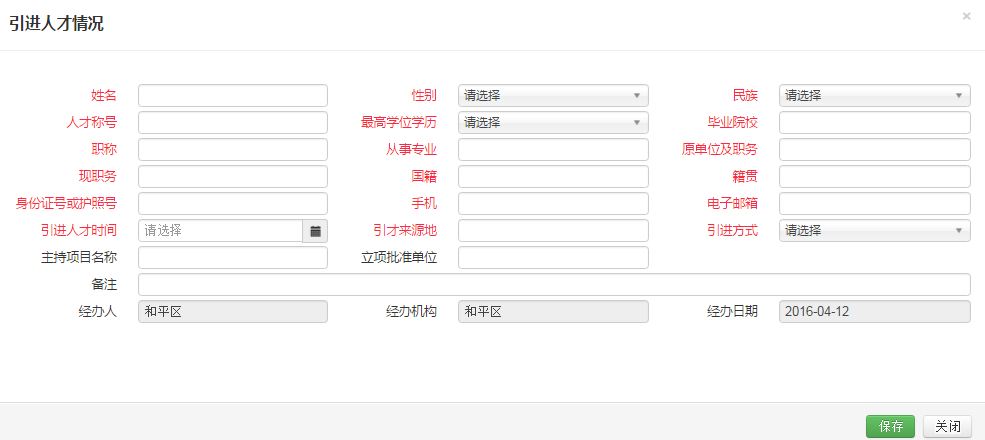 引进人才情况 ×
姓名 性别 请选择 民族 请选择
人才称号 最高学位学历 请选择 毕业院校
职称 从事专业 原单位及职务
现职务 国籍 籍贯
身份证号或护照号 手机 电子邮箱
引进人才时间 请选择 引才来源地 引进方式 请选择
主持项目名称 立项批准单位
备注
经办人 和平区 经办机构 和平区 经办日期 2016-04-12
保存 关闭